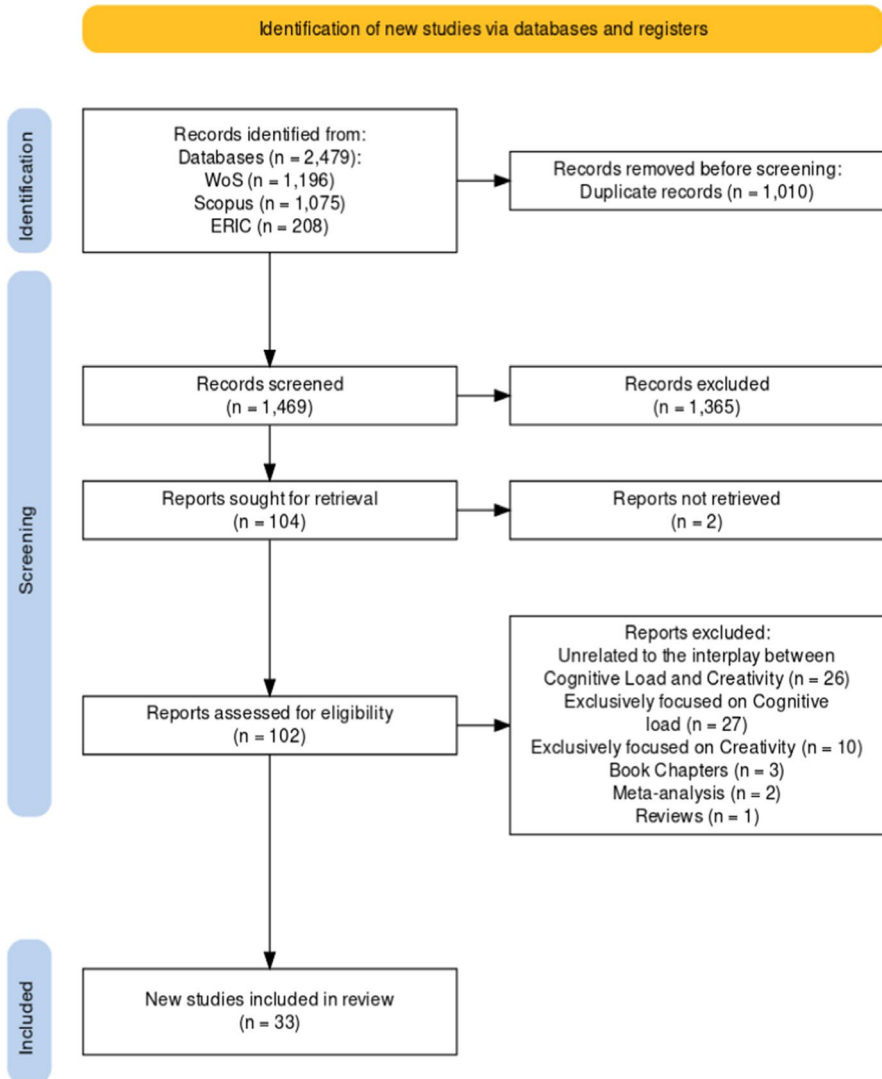 Identification of new studies via databases and registers
Identification
Records identified from:
Databases (n = 2,479):
WoS (n = 1,196)
Scopus (n = 1,075)
ERIC (n = 208)
Records removed before screening:
Duplicate records (n = 1,010)
Screening
Records screened
(n = 1,469)
Records excluded
(n = 1,365)
Reports sought for retrieval
(n = 104)
Reports not retrieved
(n = 2)
Reports assessed for eligibility
(n = 102)
Reports excluded:
Unrelated to the interplay between
Cognitive Load and Creativity (n = 26)
Exclusively focused on Cognitive
load (n = 27)
Exclusively focused on Creativity (n = 10)
Book Chapters (n = 3)
Meta-analysis (n = 2)
Reviews (n = 1)
Included
New studies included in review
(n = 33)